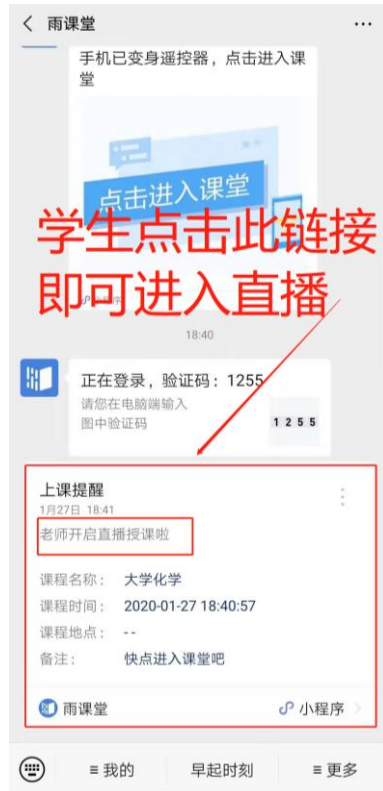 雨课堂
手机已变身遥控器，点击进入课
堂
点击进入课堂
学生点击此链接
即可进入直播
小程序
18:40
正在登录，验证码：1255
请您在电脑端输入
图中验证码
1 2 5 5
上课提醒
1月27日 18:41
老师开启直播授课啦
课程名称： 大学化学
课程时间： 2020-01-27 18:40:57
课程地点： --
备注： 快点进入课堂吧
雨课堂
小程序
≡ 我的
早起时刻
≡ 更多